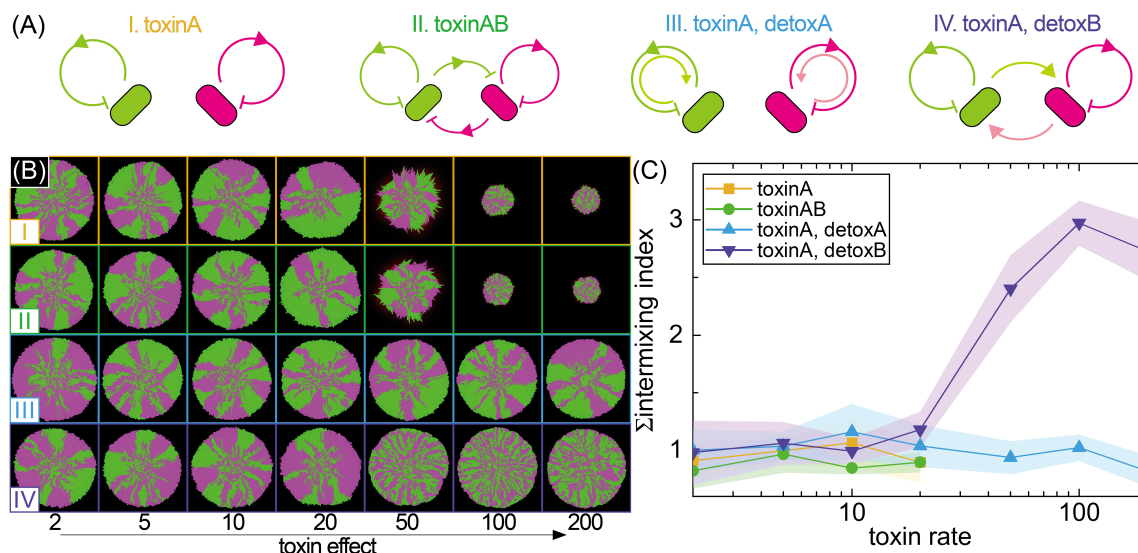 (A)
I. toxinA
II. toxinAB
III. toxinA, detoxA
IV. toxinA, detoxB
(B)
I
II
III
IV
2 5 10 20 50 100 200
toxin effect
(C)
toxinA
toxinAB
toxinA, detoxA
toxinA, detoxB
3
2
1
Σintermixing index
10 100
toxin rate